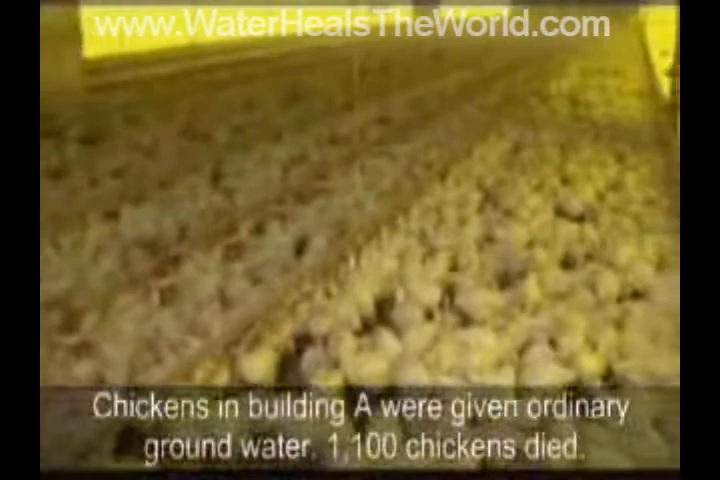 www.WaterHealsTheWorld.com
Chickens in building A were given ordinary
ground water. 1,100 chickens died.